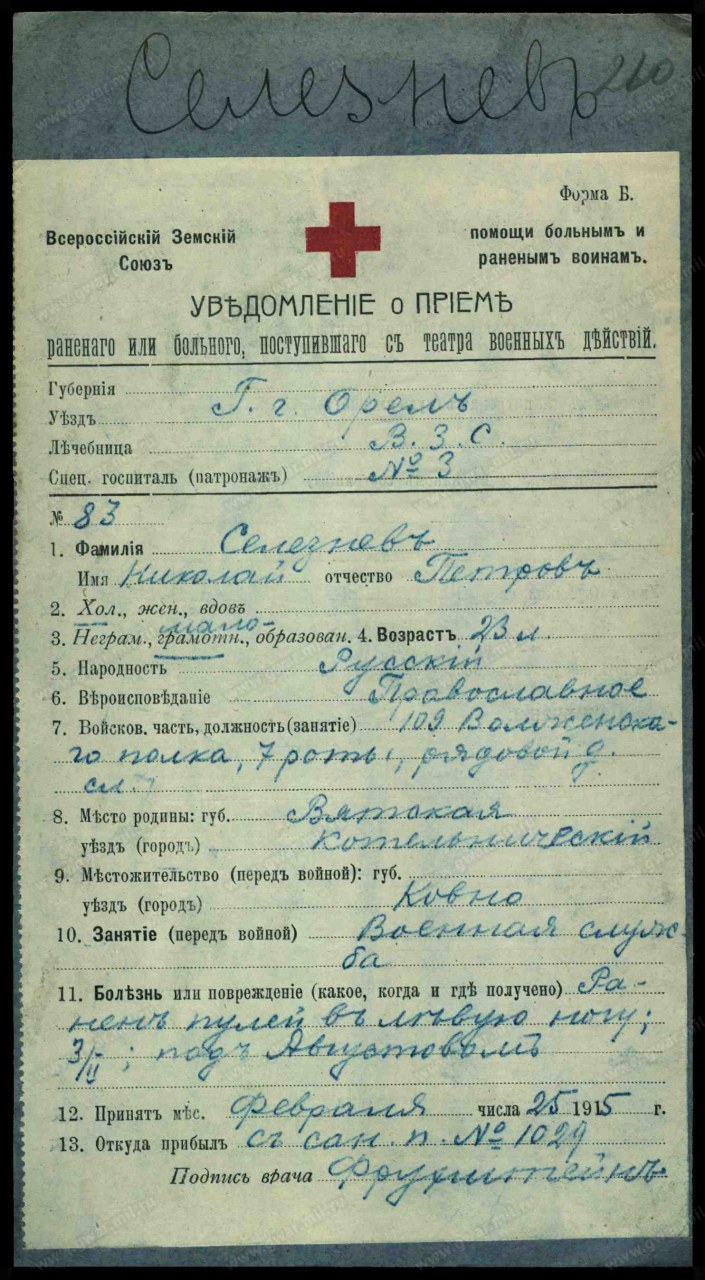 Селезневъ 210
Форма Б.
Всероссійскій Земскій Союзъ
помощи больнымъ и раненымъ воинамъ.
УВѢДОМЛЕНІЕ о ПРІЕМѢ
раненаго или больного, поступившаго съ театра военныхъ дѣйствій.
Губернія
Уѣздъ Г. г. Орелъ
Лѣчебница В. З. С.
Спец. госпиталь (патронажъ) № 3
№ 83
1. Фамилія Селезневъ
Имя Николай отчество Петровъ
2. Хол., жен., вдовъ
мало-
3. Неграм., грамотн., образован. 4. Возрастъ 23 л.
5. Народность Русскій
6. Вѣроисповѣданіе Православное
7. Войсков. часть, должность (занятіе) 109 Волженска-
го полка, 7 роты, рядовой д.
сл.
8. Мѣсто родины: губ. Вятская
уѣздъ (городъ) Котельническій
9. Мѣстожительство (передъ войной): губ.
уѣздъ (городъ) Ковно
10. Занятіе (передъ войной) Военная служ-
ба
11. Болѣзнь или поврежденіе (какое, когда и гдѣ получено) Ра-
ненъ пулей въ лѣвую ногу;
3/II; подъ Августовомъ
12. Принятъ мѣс. Февраля числа 25 1915 г.
13. Откуда прибылъ съ сан. п. № 1029
Подпись врача